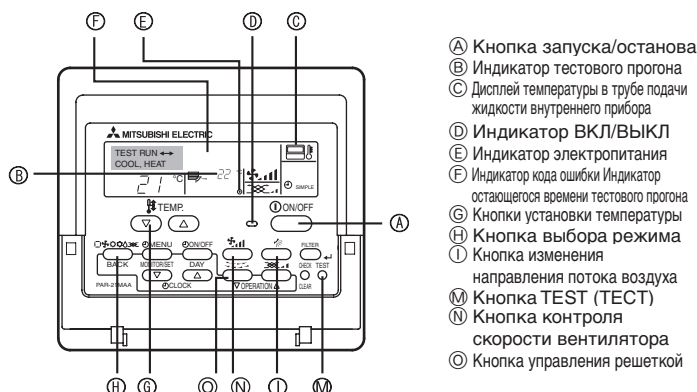 Ⓕ Ⓔ Ⓓ Ⓒ
MITSUBISHI ELECTRIC
TEST RUN
COOL, HEAT
21 °C
22
SIMPLE
TEMP.
ON/OFF
MENU
ON/OFF
FILTER
BACK
MONITOR/SET
DAY
CHECK
TEST
PAR-21MAA
CLOCK
OPERATION
CLEAR
Ⓑ
Ⓐ
Ⓗ Ⓖ Ⓞ Ⓝ Ⓘ Ⓜ
Ⓐ Кнопка запуска/останова
Ⓑ Индикатор тестового прогона
Ⓒ Дисплей температуры в трубе подачи
жидкости внутреннего прибора
Ⓓ Индикатор ВКЛ/ВЫКЛ
Ⓔ Индикатор электропитания
Ⓕ Индикатор кода ошибки Индикатор
остающегося времени тестового прогона
Ⓖ Кнопки установки температуры
Ⓗ Кнопка выбора режима
Ⓘ Кнопка изменения
направления потока воздуха
Ⓜ Кнопка TEST (ТЕСТ)
Ⓝ Кнопка контроля
скорости вентилятора
Ⓞ Кнопка управления решеткой